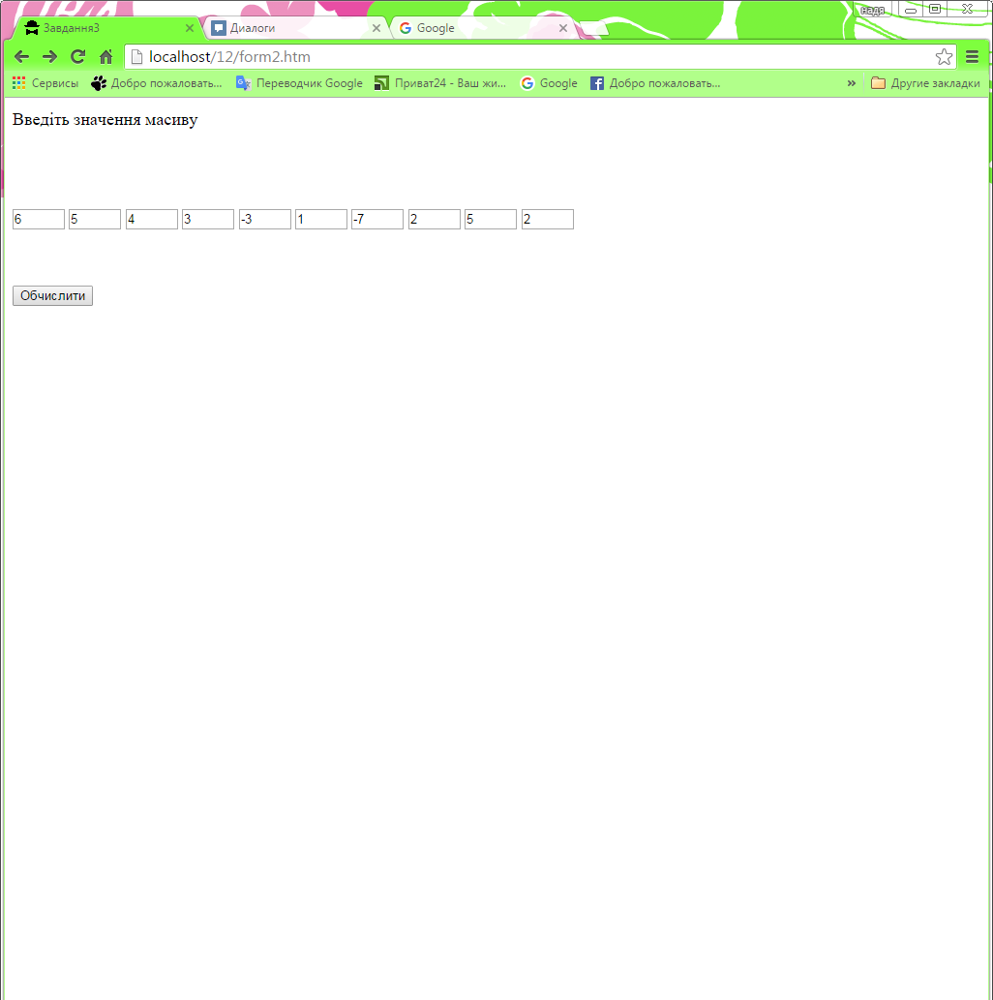 надя
Завдання3 Диалоги Google
localhost/12/form2.htm
Сервисы Добро пожаловать... Переводчик Google Приват24 - Ваш жи... Google Добро пожаловать... » Другие закладки
Введіть значення масиву
6 5 4 3 -3 1 -7 2 5 2
Обчислити